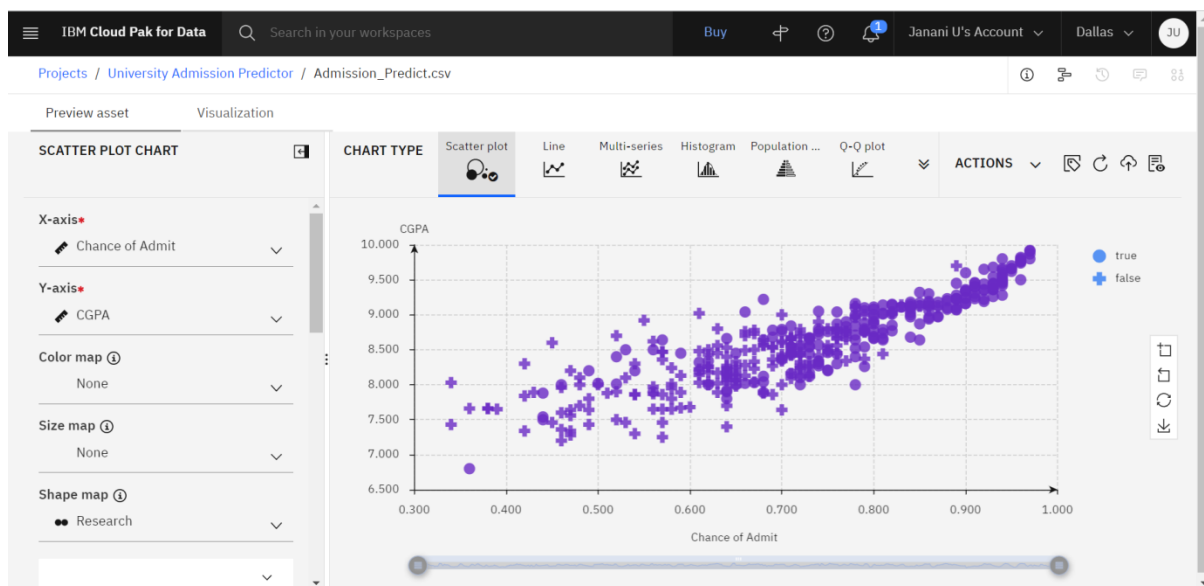 IBM Cloud Pak for Data Search in your workspaces Buy 1 Janani U's Account Dallas JU
Projects / University Admission Predictor / Admission_Predict.csv
Preview asset Visualization
SCATTER PLOT CHART
X-axis*
Chance of Admit
Y-axis*
CGPA
Color map
None
Size map
None
Shape map
Research
CHART TYPE Scatter plot Line Multi-series Histogram Population ... Q-Q plot ACTIONS
CGPA
10.000
9.500
9.000
8.500
8.000
7.500
7.000
6.500
0.300 0.400 0.500 0.600 0.700 0.800 0.900 1.000
Chance of Admit
true
false